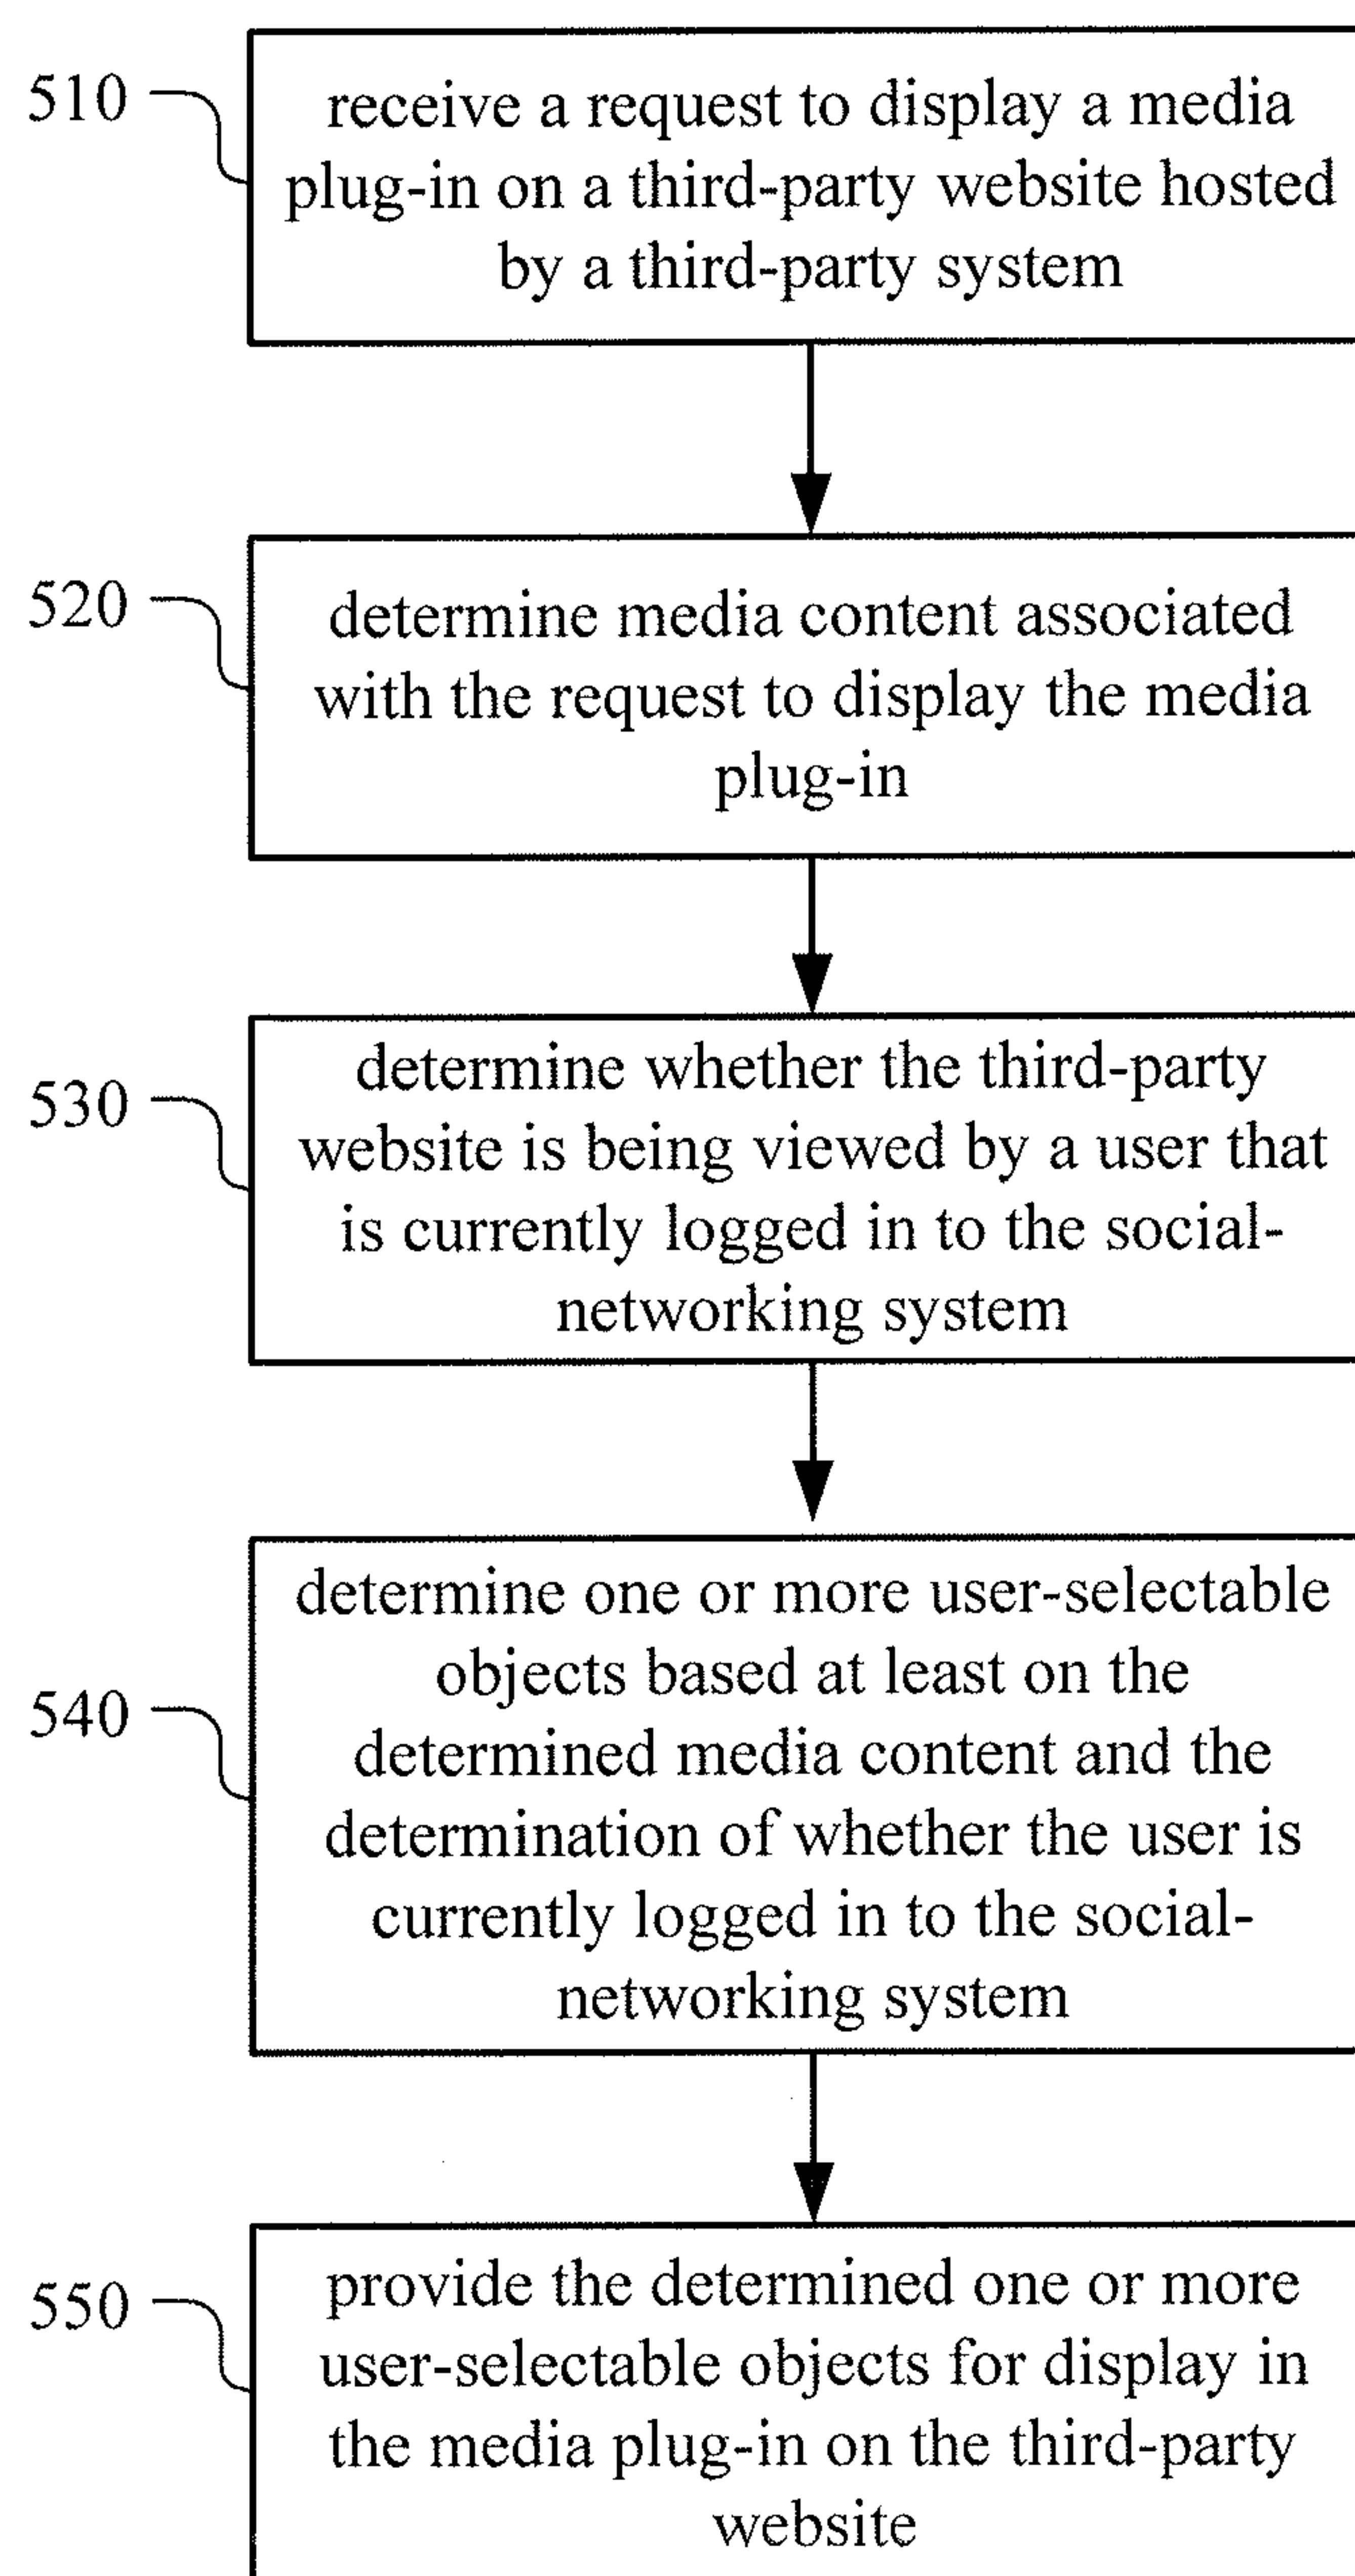 510
receive a request to display a media
plug-in on a third-party website hosted
by a third-party system
520
determine media content associated
with the request to display the media
plug-in
530
determine whether the third-party
website is being viewed by a user that
is currently logged in to the social-
networking system
540
determine one or more user-selectable
objects based at least on the
determined media content and the
determination of whether the user is
currently logged in to the social-
networking system
550
provide the determined one or more
user-selectable objects for display in
the media plug-in on the third-party
website